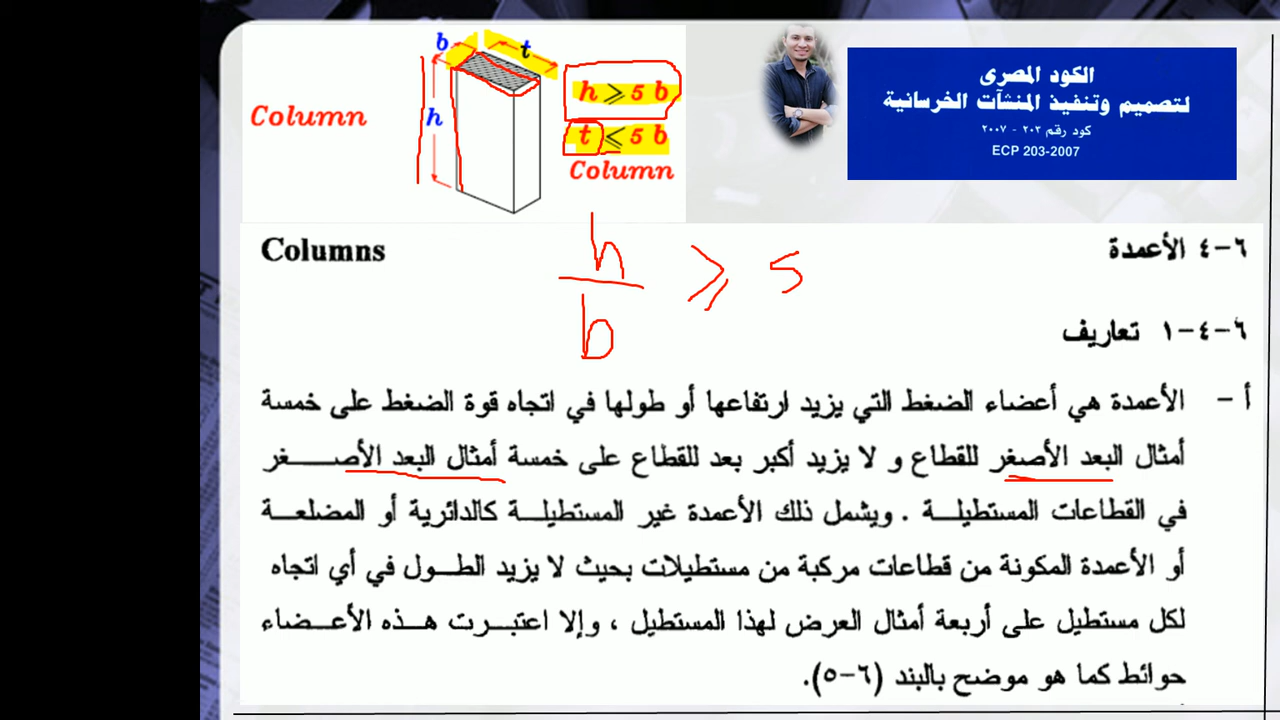 b
t
h
Column
h ⩾ 5 b
t ⩽ 5 b
Column
الكود المصرى
لتصميم وتنفيذ المنشآت الخرسانية
كود رقم ٢٠٣ - ٢٠٠٧
ECP 203-2007
٦-٤ الأعمدة
Columns
h
b
⩾ 5
٦-٤-١ تعاريف
أ - الأعمدة هي أعضاء الضغط التي يزيد ارتفاعها أو طولها في اتجاه قوة الضغط على خمسة
أمثال البعد الأصغر للقطاع و لا يزيد أكبر بعد للقطاع على خمسة أمثال البعد الأصغر
في القطاعات المستطيلة . ويشمل ذلك الأعمدة غير المستطيلة كالدائرية أو المضلعة
أو الأعمدة المكونة من قطاعات مركبة من مستطيلات بحيث لا يزيد الطول في أي اتجاه
لكل مستطيل على أربعة أمثال العرض لهذا المستطيل ، وإلا اعتبرت هذه الأعضاء
حوائط كما هو موضح بالبند (٦-٥).